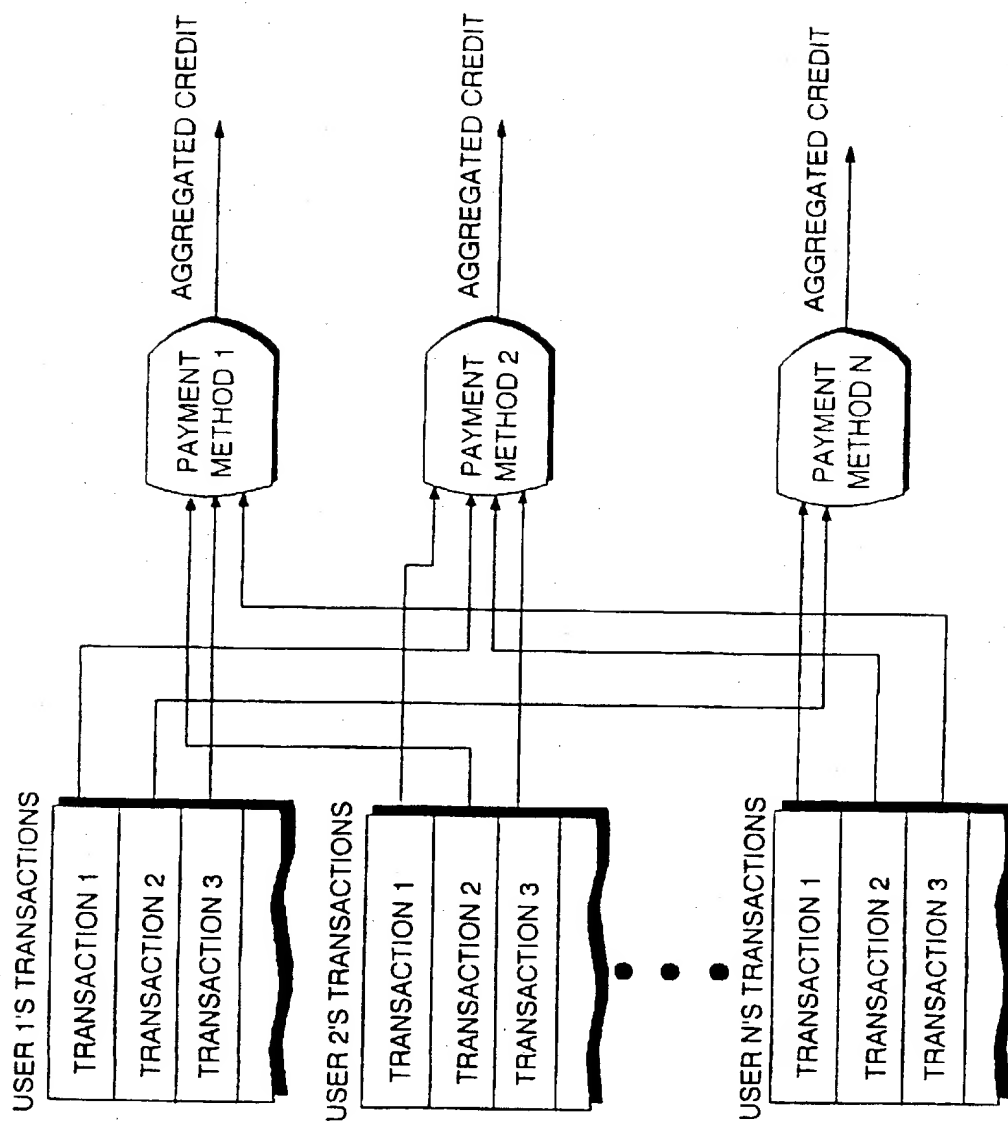 USER 1'S TRANSACTIONS
TRANSACTION 1
TRANSACTION 2
TRANSACTION 3
USER 2'S TRANSACTIONS
TRANSACTION 1
TRANSACTION 2
TRANSACTION 3
USER N'S TRANSACTIONS
TRANSACTION 1
TRANSACTION 2
TRANSACTION 3
PAYMENT
METHOD 1
PAYMENT
METHOD 2
PAYMENT
METHOD N
AGGREGATED CREDIT
AGGREGATED CREDIT
AGGREGATED CREDIT